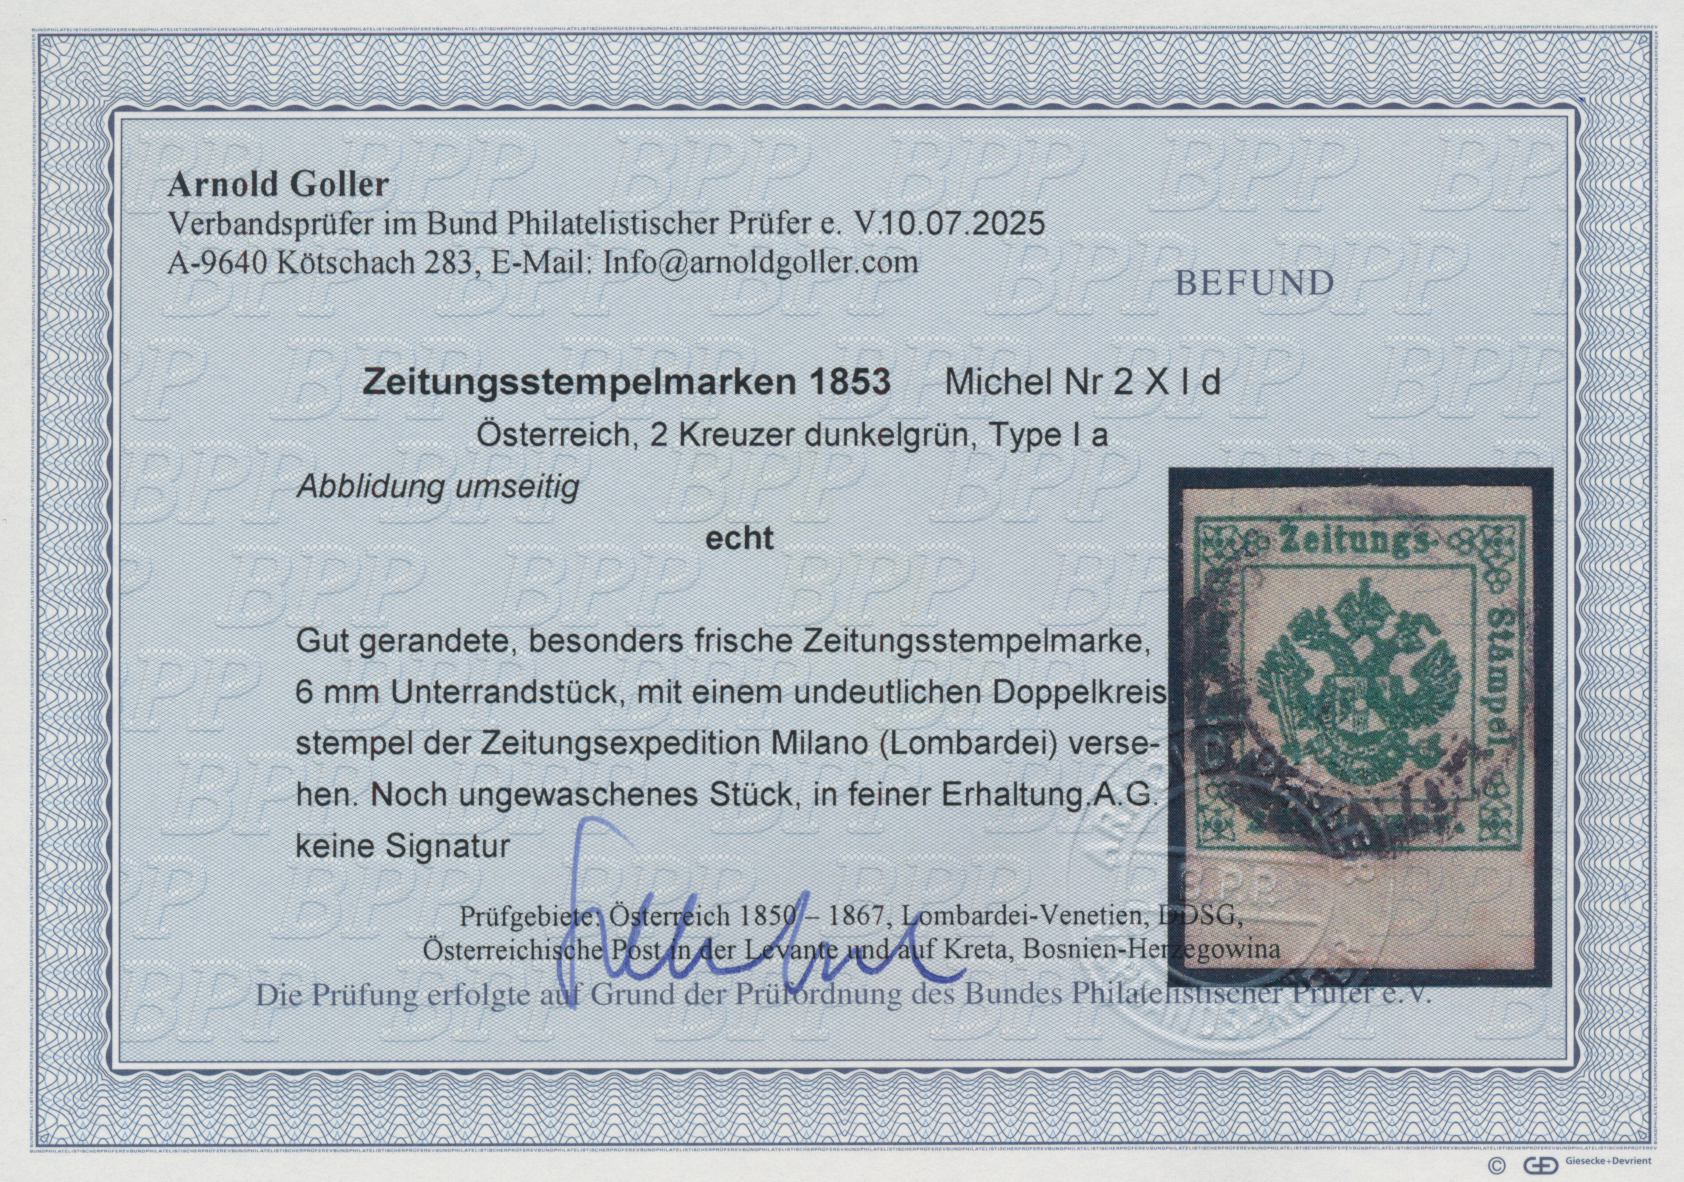 Arnold Goller
Verbandsprüfer im Bund Philatelistischer Prüfer e. V.10.07.2025
A-9640 Kötschach 283, E-Mail: Info@arnoldgoller.com
BEFUND
Zeitungsstempelmarken 1853 Michel Nr 2 X I d
Österreich, 2 Kreuzer dunkelgrün, Type I a
Abblidung umseitig
echt
Zeitungs-
Stämpel
Gut gerandete, besonders frische Zeitungsstempelmarke,
6 mm Unterrandstück, mit einem undeutlichen Doppelkreis
stempel der Zeitungsexpedition Milano (Lombardei) verse-
hen. Noch ungewaschenes Stück, in feiner Erhaltung.A.G.
keine Signatur
BPP
Prüfgebiete: Österreich 1850 – 1867, Lombardei-Venetien, DDSG,
Österreichische Post in der Levante und auf Kreta, Bosnien-Herzegowina
Die Prüfung erfolgte auf Grund der Prüfordnung des Bundes Philatelistischer Prüfer e.V.
© GD Giesecke+Devrient